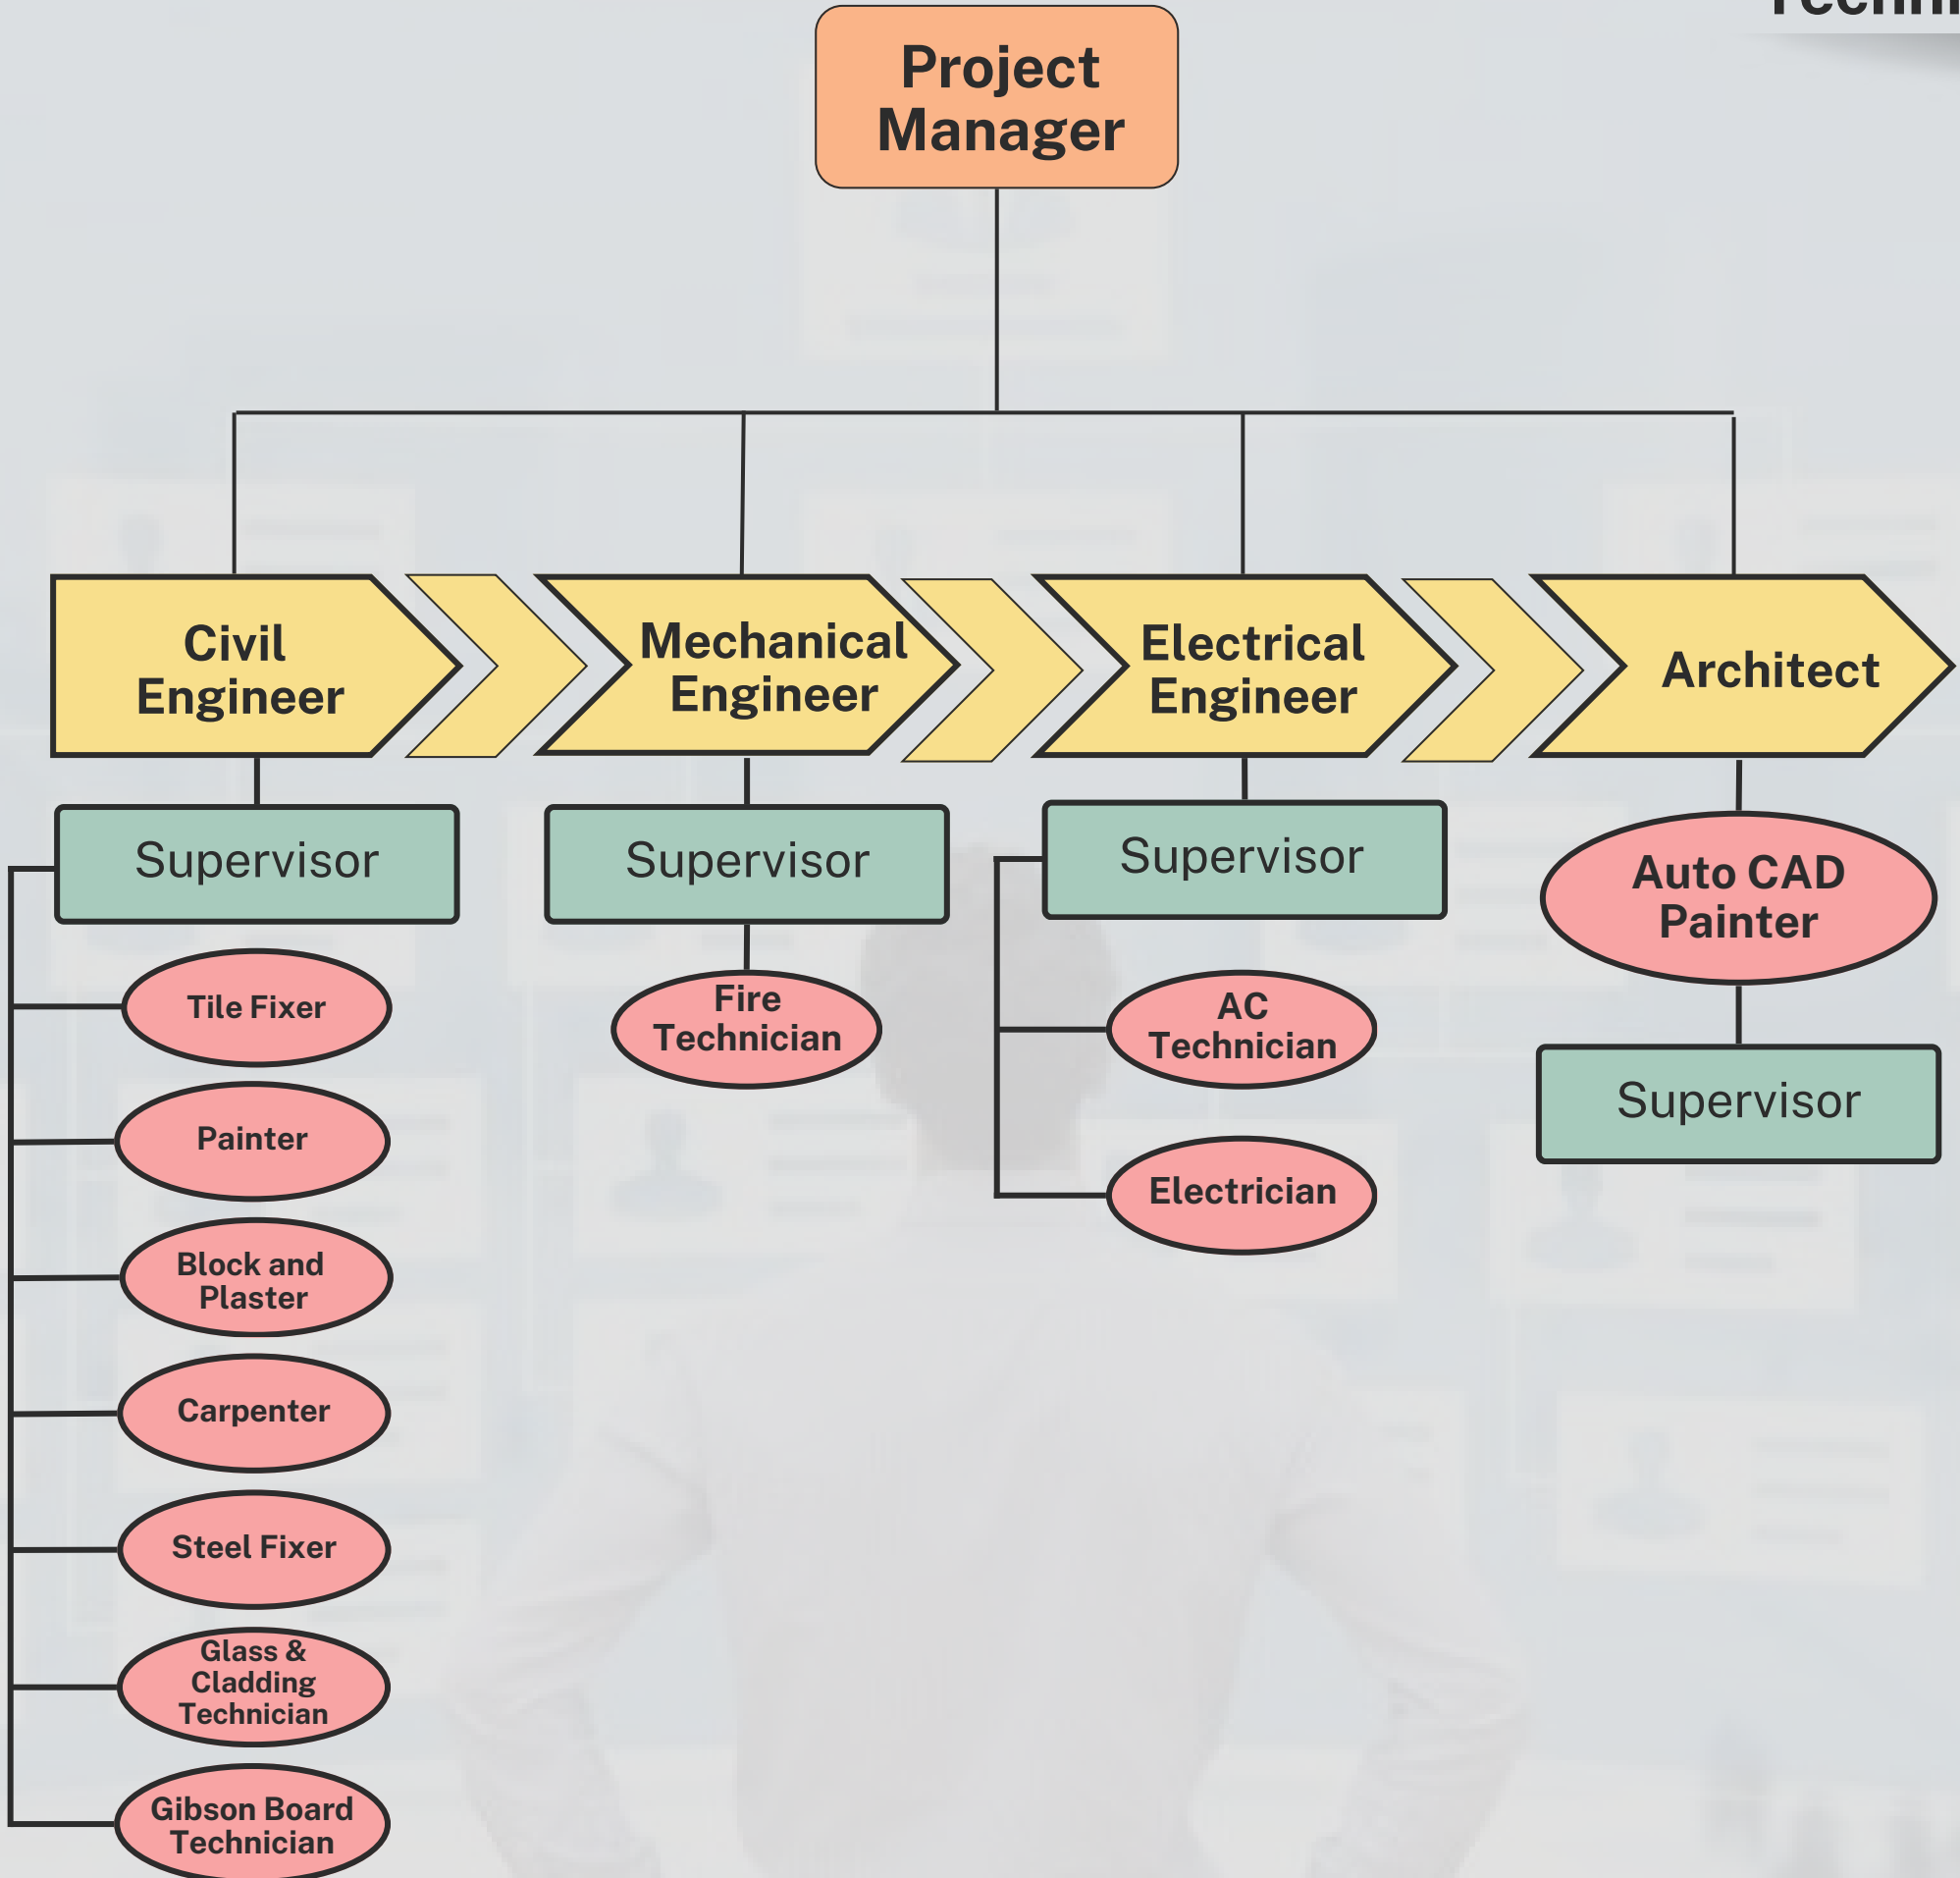 Project
Manager
Civil
Engineer
Mechanical
Engineer
Electrical
Engineer
Architect
Supervisor
Supervisor
Supervisor
Auto CAD
Painter
Supervisor
Tile Fixer
Painter
Block and
Plaster
Carpenter
Steel Fixer
Glass &
Cladding
Technician
Gibson Board
Technician
Fire
Technician
AC
Technician
Electrician